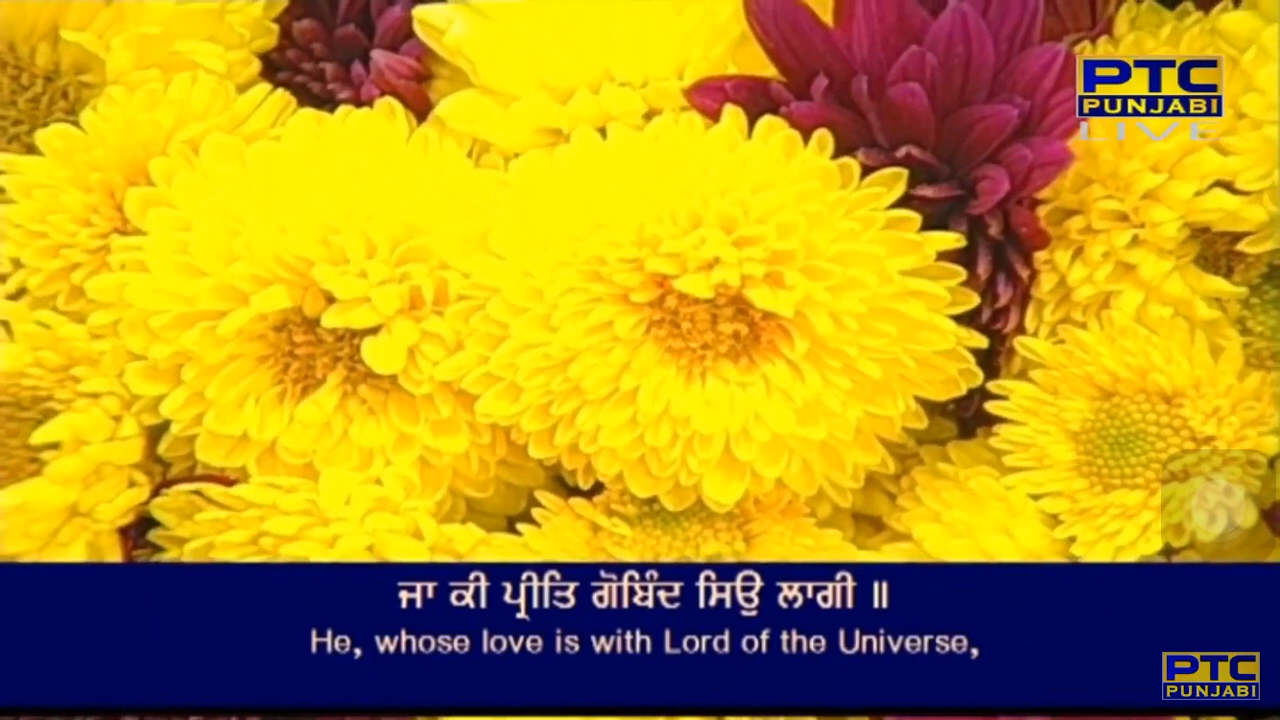 PTC
PUNJABI
LIVE
ਜਾ ਕੀ ਪ੍ਰੀਤਿ ਗੋਬਿੰਦ ਸਿਉ ਲਾਗੀ ॥
He, whose love is with Lord of the Universe,
PTC
PUNJABI